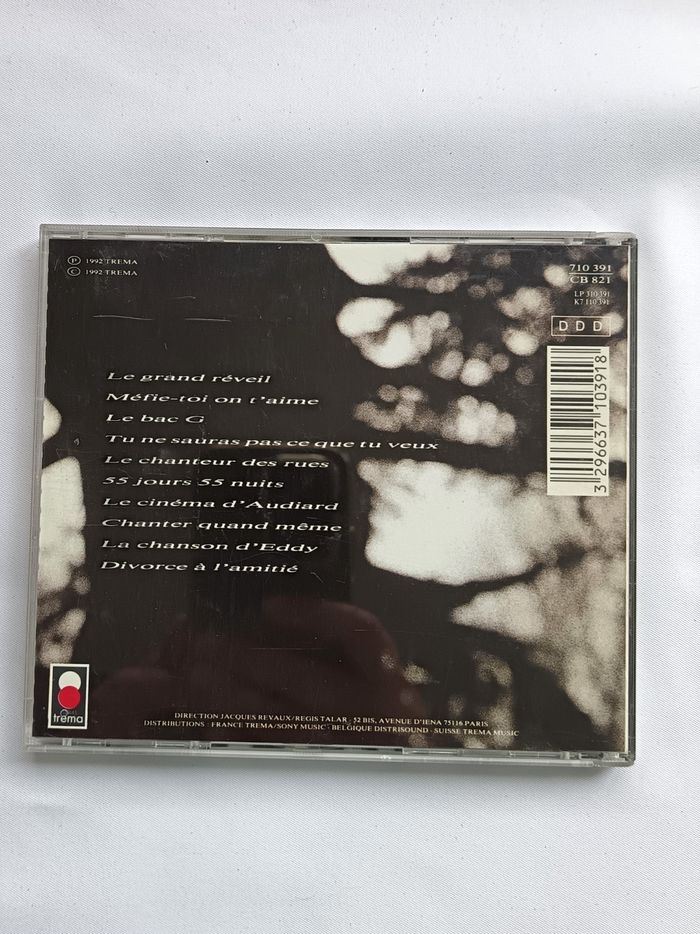 Ⓟ 1992 TREMA
© 1992 TREMA
710 391
CB 821
LP 310 391
K7 110 391
DDD
3 296637 103918
Le grand réveil
Méfie-toi on t'aime
Le bac G
Tu ne sauras pas ce que tu veux
Le chanteur des rues
55 jours 55 nuits
Le cinéma d'Audiard
Chanter quand même
La chanson d'Eddy
Divorce à l'amitié
trema
DIRECTION JACQUES REVAUX/REGIS TALAR - 52 BIS, AVENUE D'IENA 75116 PARIS
DISTRIBUTIONS : FRANCE TREMA/SONY MUSIC - BELGIQUE DISTRISOUND - SUISSE TREMA MUSIC